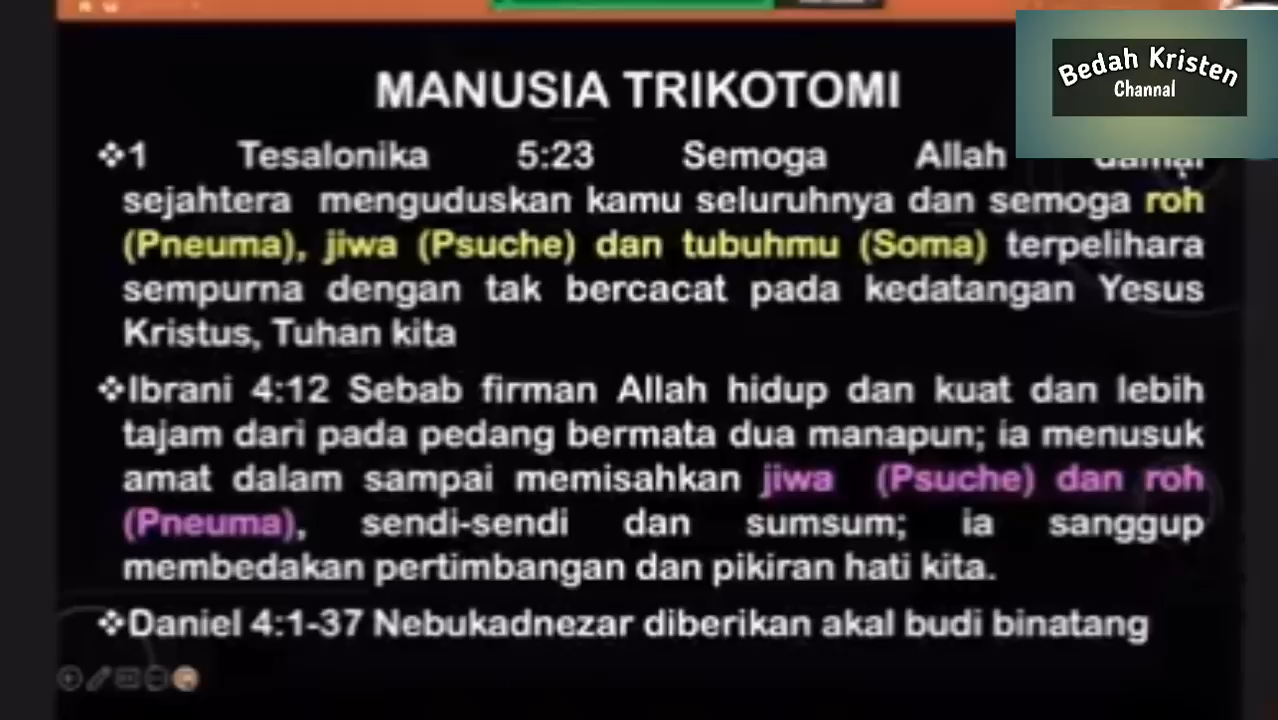 Bedah Kristen
Channal
MANUSIA TRIKOTOMI
❖1 Tesalonika 5:23 Semoga Allah damai
sejahtera menguduskan kamu seluruhnya dan semoga roh
(Pneuma), jiwa (Psuche) dan tubuhmu (Soma) terpelihara
sempurna dengan tak bercacat pada kedatangan Yesus
Kristus, Tuhan kita
❖Ibrani 4:12 Sebab firman Allah hidup dan kuat dan lebih
tajam dari pada pedang bermata dua manapun; ia menusuk
amat dalam sampai memisahkan jiwa (Psuche) dan roh
(Pneuma), sendi-sendi dan sumsum; ia sanggup
membedakan pertimbangan dan pikiran hati kita.
❖Daniel 4:1-37 Nebukadnezar diberikan akal budi binatang